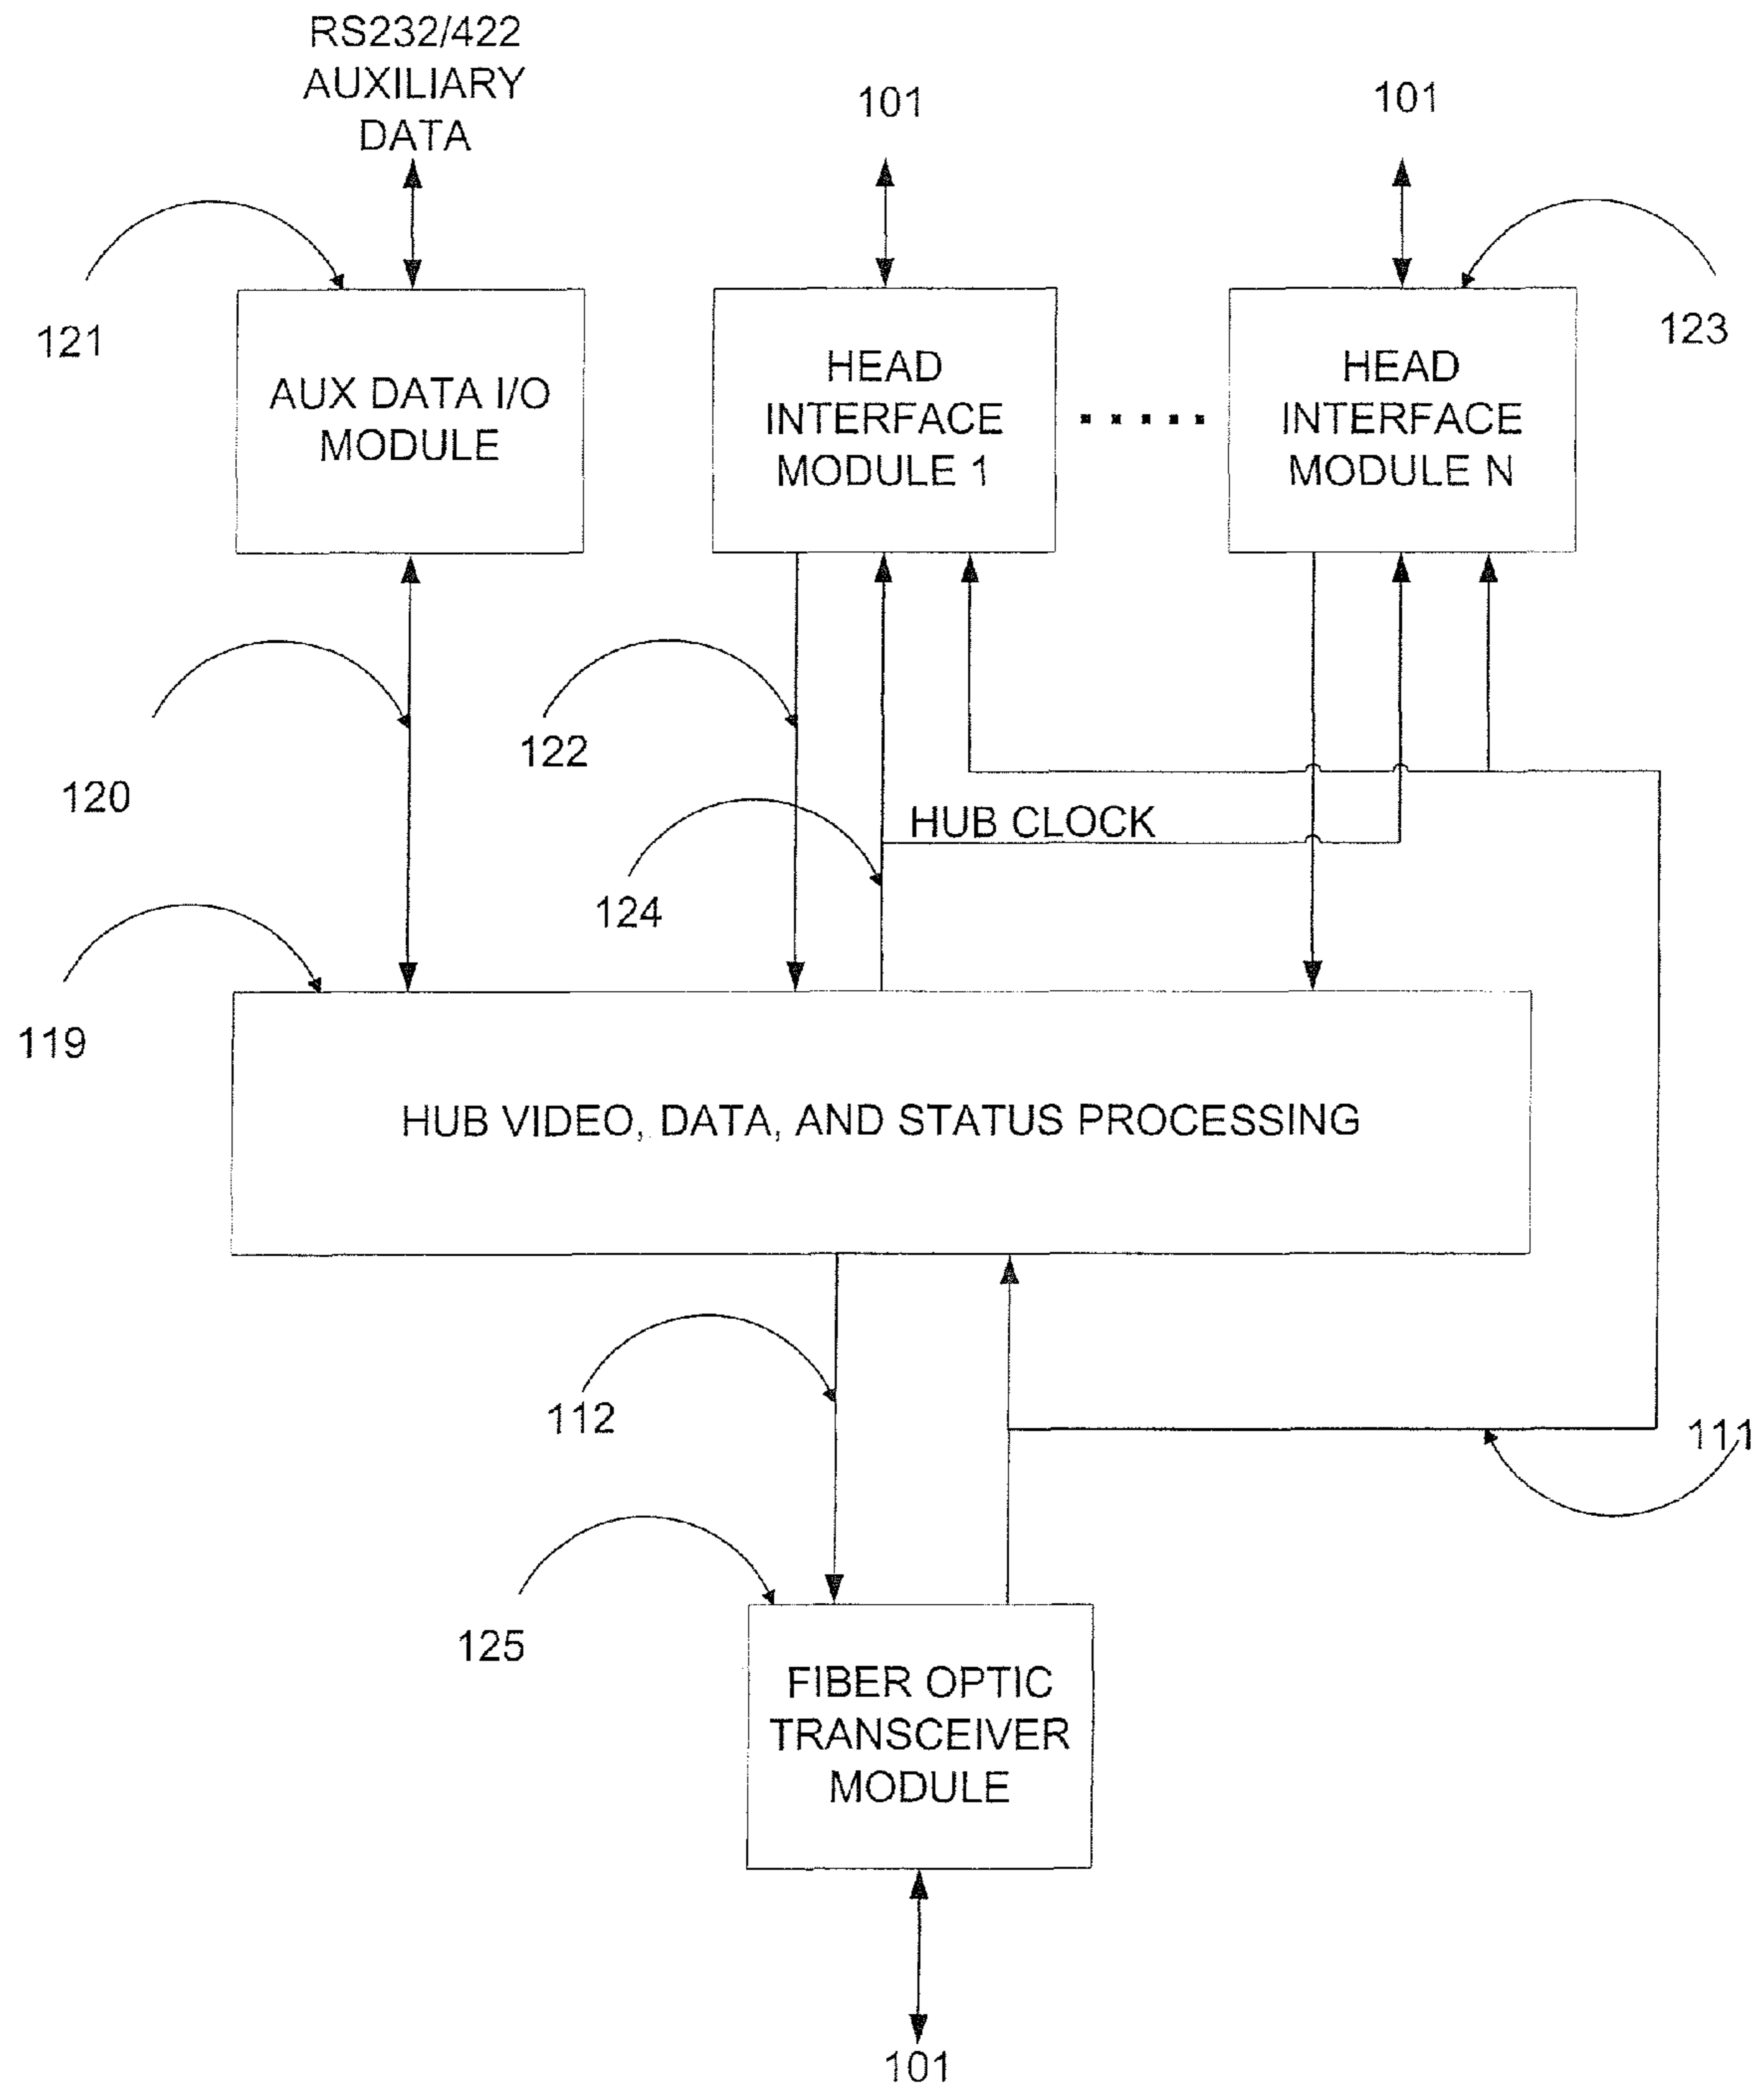 RS232/422
AUXILIARY
DATA
101
101
121
123
AUX DATA I/O
MODULE
HEAD
INTERFACE
MODULE 1
HEAD
INTERFACE
MODULE N
120
122
HUB CLOCK
124
119
HUB VIDEO, DATA, AND STATUS PROCESSING
112
111
125
FIBER OPTIC
TRANSCEIVER
MODULE
101